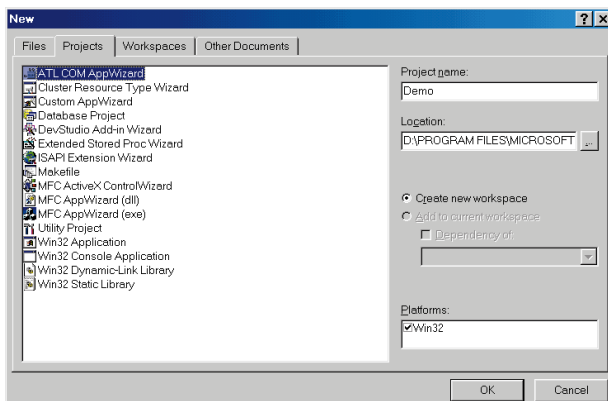 New
Files
Projects
Workspaces
Other Documents
ATL COM AppWizard
Cluster Resource Type Wizard
Custom AppWizard
Database Project
DevStudio Add-in Wizard
Extended Stored Proc Wizard
ISAPI Extension Wizard
Makefile
MFC ActiveX ControlWizard
MFC AppWizard (dll)
MFC AppWizard (exe)
Utility Project
Win32 Application
Win32 Console Application
Win32 Dynamic-Link Library
Win32 Static Library
Project name:
Demo
Location:
D:\PROGRAM FILES\MICROSOFT
...
Create new workspace
Add to current workspace
Dependency of:
Platforms:
Win32
OK
Cancel